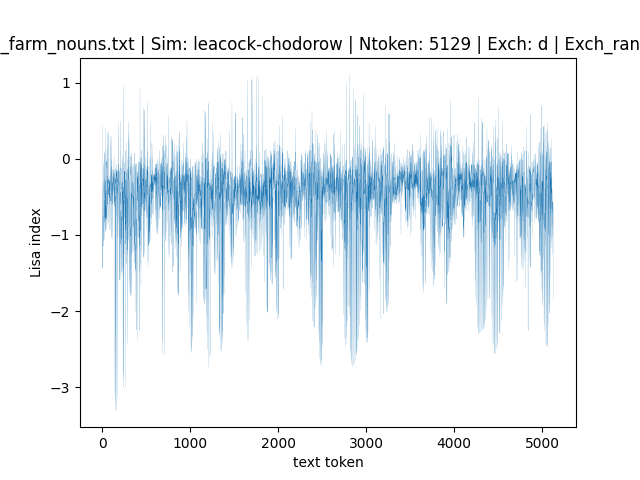 _farm_nouns.txt | Sim: leacock-chodorow | Ntoken: 5129 | Exch: d | Exch_ran
1
0
−1
−2
−3
Lisa index
0 1000 2000 3000 4000 5000
text token